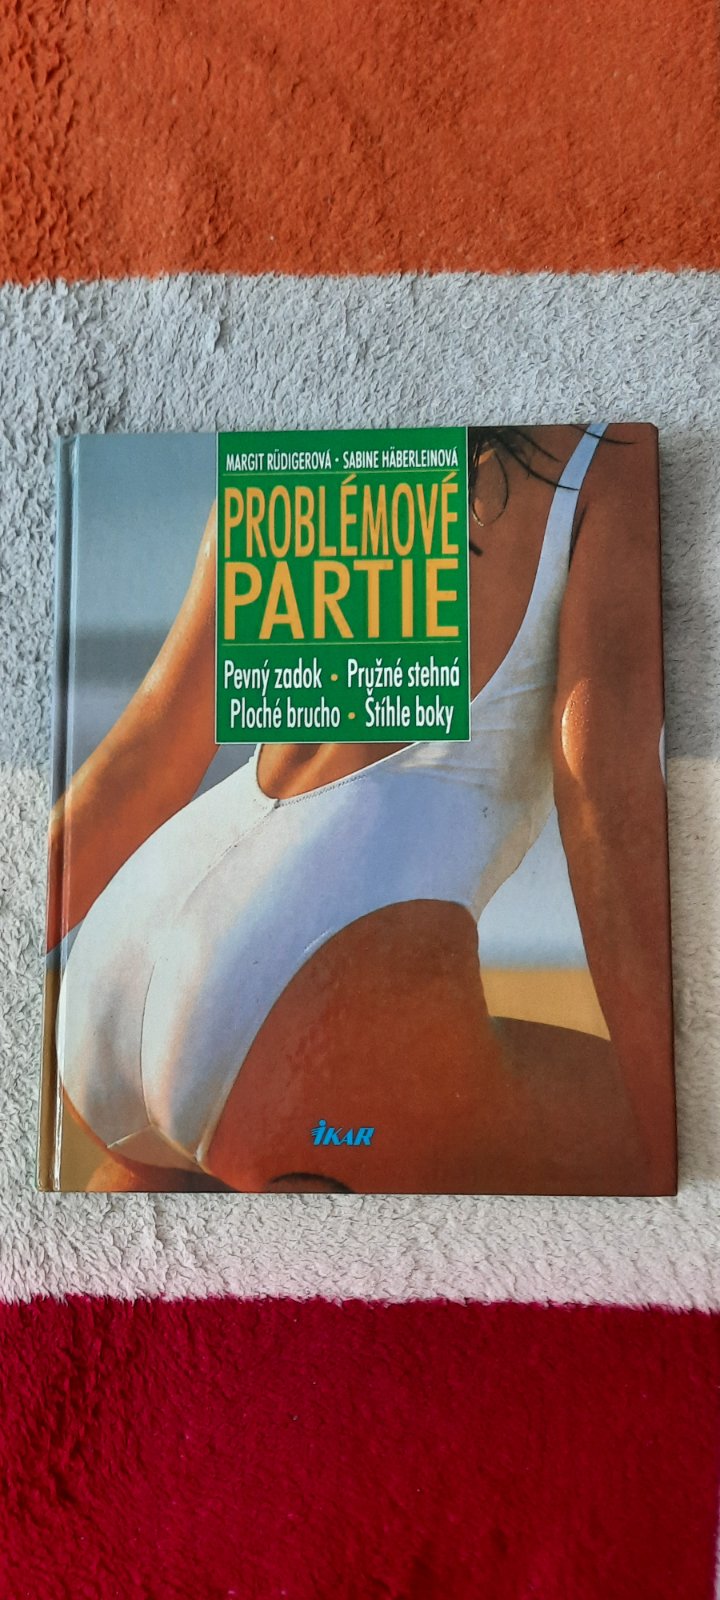 MARGIT RÜDIGEROVÁ • SABINE HÄBERLEINOVÁ
PROBLÉMOVÉ
PARTIE
Pevný zadok • Pružné stehná
Ploché brucho • Štíhle boky
iKAR